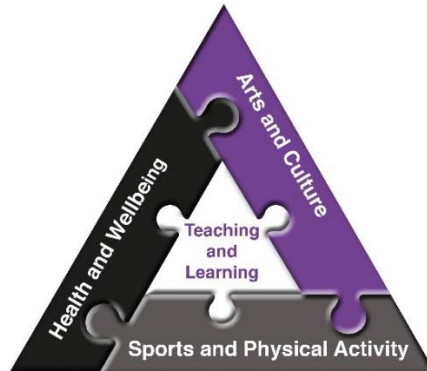 Arts and Culture
Health and Wellbeing
Teaching
and
Learning
Sports and Physical Activity